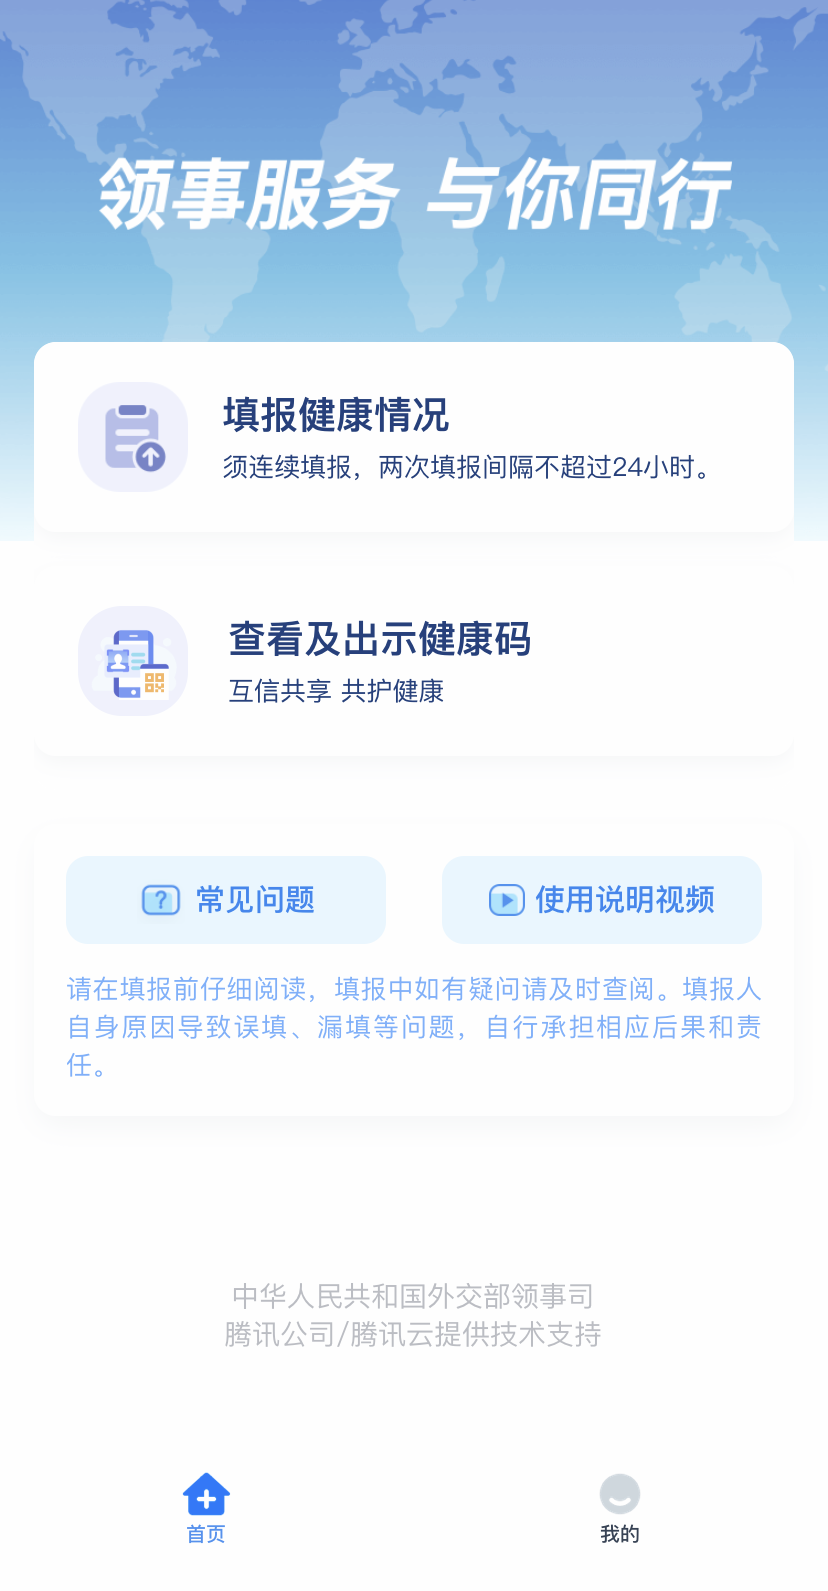 领事服务 与你同行
填报健康情况
须连续填报，两次填报间隔不超过24小时。
查看及出示健康码
互信共享 共护健康
常见问题
使用说明视频
请在填报前仔细阅读，填报中如有疑问请及时查阅。填报人
自身原因导致误填、漏填等问题，自行承担相应后果和责
任。
中华人民共和国外交部领事司
腾讯公司/腾讯云提供技术支持
首页
我的